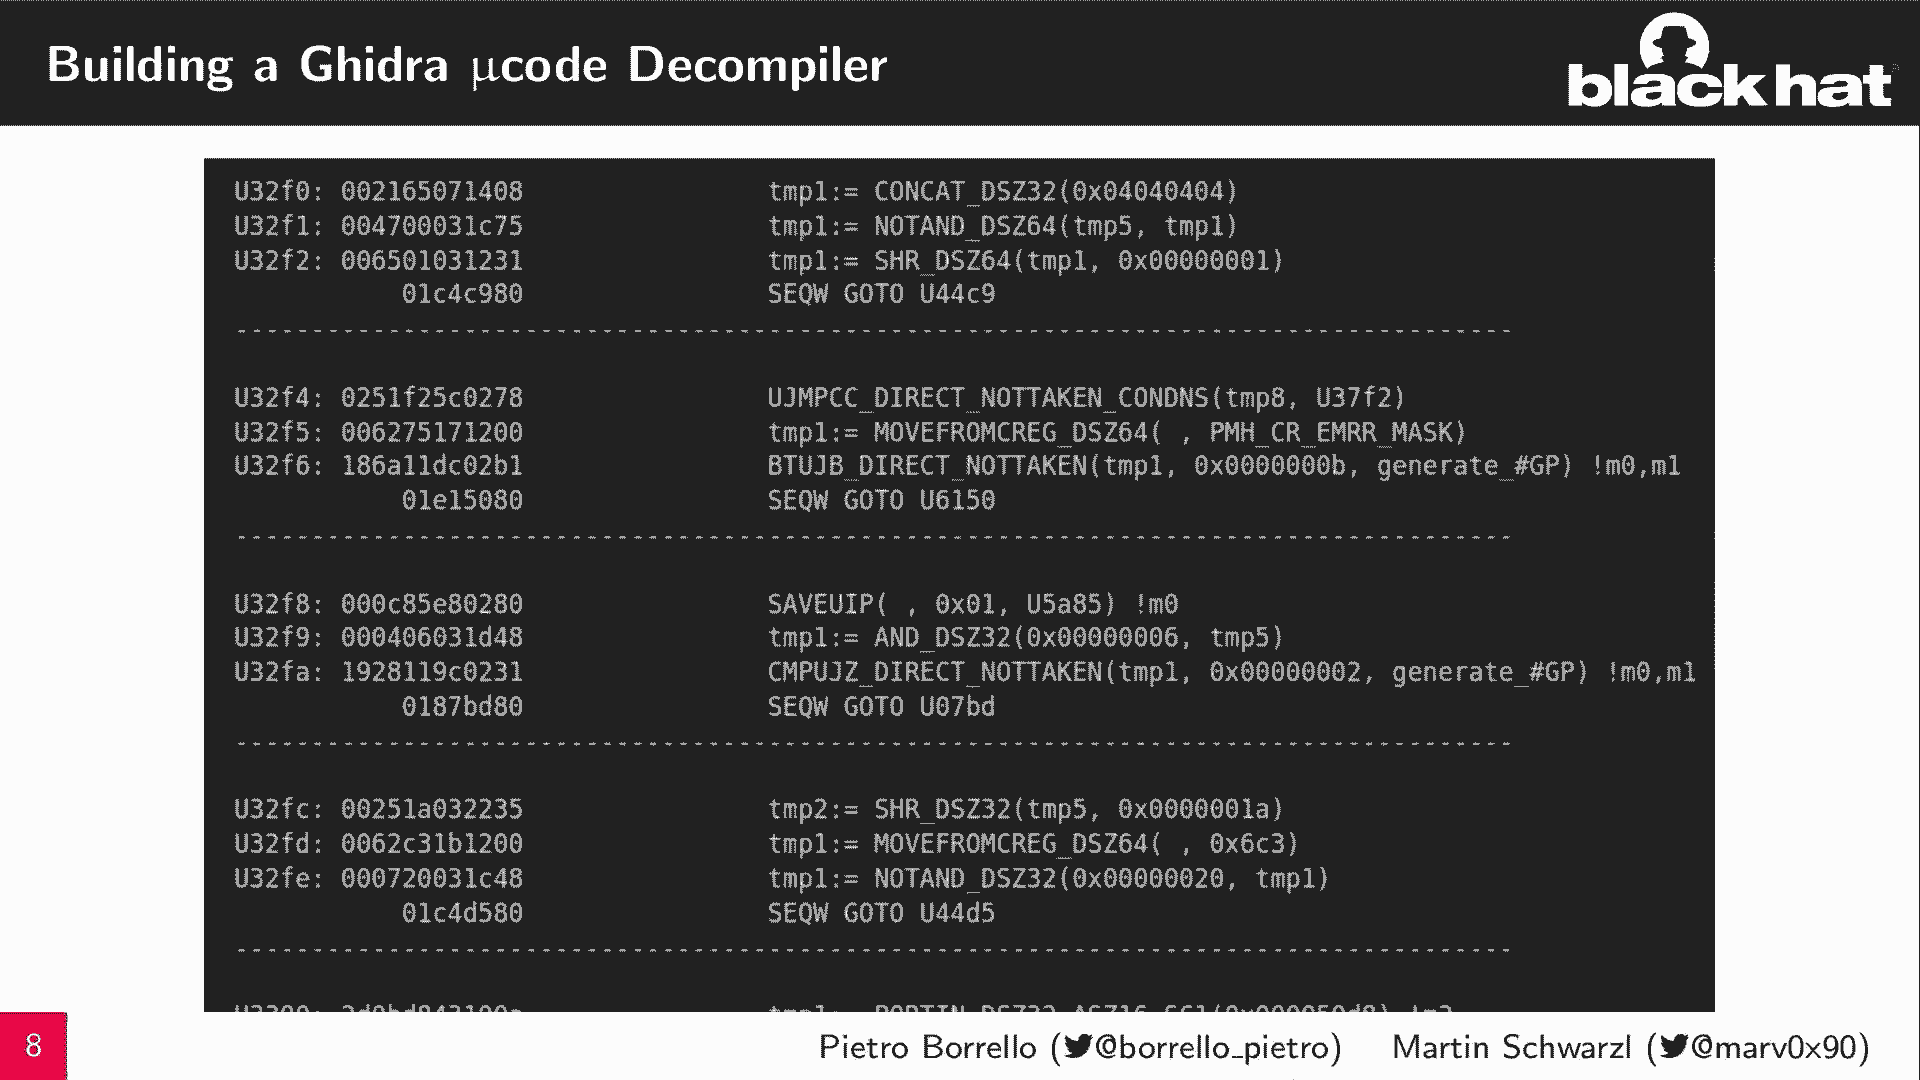 Building a Ghidra μcode Decompiler
black hat
U32f0: 002165071408 tmp1:= CONCAT_DSZ32(0x04040404)
U32f1: 004700031c75 tmp1:= NOTAND_DSZ64(tmp5, tmp1)
U32f2: 006501031231 tmp1:= SHR_DSZ64(tmp1, 0x00000001)
01c4c980 SEQW GOTO U44c9
------------------------------------------------------------------------------------
U32f4: 0251f25c0278 UJMPCC_DIRECT_NOTTAKEN_CONDNS(tmp8, U37f2)
U32f5: 006275171200 tmp1:= MOVEFROMCREG_DSZ64( , PMH_CR_EMRR_MASK)
U32f6: 186a11dc02b1 BTUJB_DIRECT_NOTTAKEN(tmp1, 0x0000000b, generate_#GP) !m0,m1
01e15080 SEQW GOTO U6150
------------------------------------------------------------------------------------
U32f8: 000c85e80280 SAVEUIP( , 0x01, U5a85) !m0
U32f9: 000406031d48 tmp1:= AND_DSZ32(0x00000006, tmp5)
U32fa: 1928119c0231 CMPUJZ_DIRECT_NOTTAKEN(tmp1, 0x00000002, generate_#GP) !m0,m1
0187bd80 SEQW GOTO U07bd
------------------------------------------------------------------------------------
U32fc: 00251a032235 tmp2:= SHR_DSZ32(tmp5, 0x0000001a)
U32fd: 0062c31b1200 tmp1:= MOVEFROMCREG_DSZ64( , 0x6c3)
U32fe: 000720031c48 tmp1:= NOTAND_DSZ32(0x00000020, tmp1)
01c4d580 SEQW GOTO U44d5
------------------------------------------------------------------------------------
8
Pietro Borrello (@borrello_pietro) Martin Schwarzl (@marv0x90)